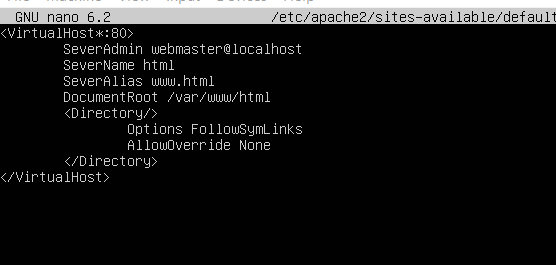 GNU nano 6.2 /etc/apache2/sites-available/default
<VirtualHost*:80>
SeverAdmin webmaster@localhost
SeverName html
SeverAlias www.html
DocumentRoot /var/www/html
<Directory/>
Options FollowSymLinks
AllowOverride None
</Directory>
</VirtualHost>